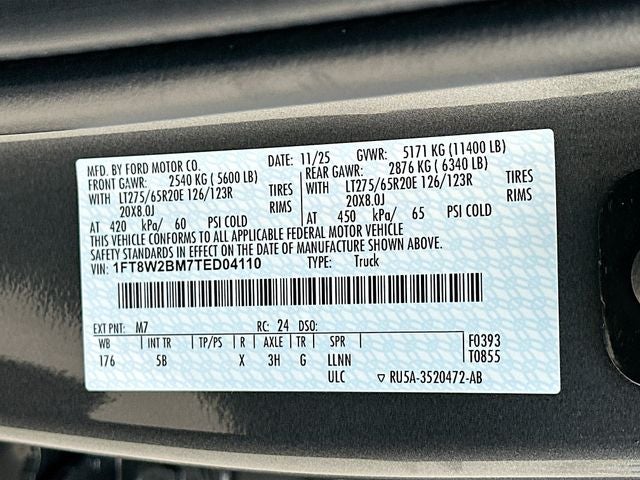 MFD. BY FORD MOTOR CO.
DATE: 11/25 GVWR: 5171 KG (11400 LB)
FRONT GAWR: 2540 KG ( 5600 LB)
REAR GAWR: 2876 KG ( 6340 LB)
WITH LT275/65R20E 126/123R TIRES
20X8.0J RIMS
WITH LT275/65R20E 126/123R TIRES
20X8.0J RIMS
AT 420 kPa/ 60 PSI COLD
AT 450 kPa/ 65 PSI COLD
THIS VEHICLE CONFORMS TO ALL APPLICABLE FEDERAL MOTOR VEHICLE
SAFETY STANDARDS IN EFFECT ON THE DATE OF MANUFACTURE SHOWN ABOVE.
VIN: 1FT8W2BM7TED04110 TYPE: Truck
EXT PNT: M7 RC: 24 DSO:
WB INT TR TP/PS R AXLE TR SPR
176 5B X 3H G LLNN
ULC
F0393
T0855
▽ RU5A-3520472-AB